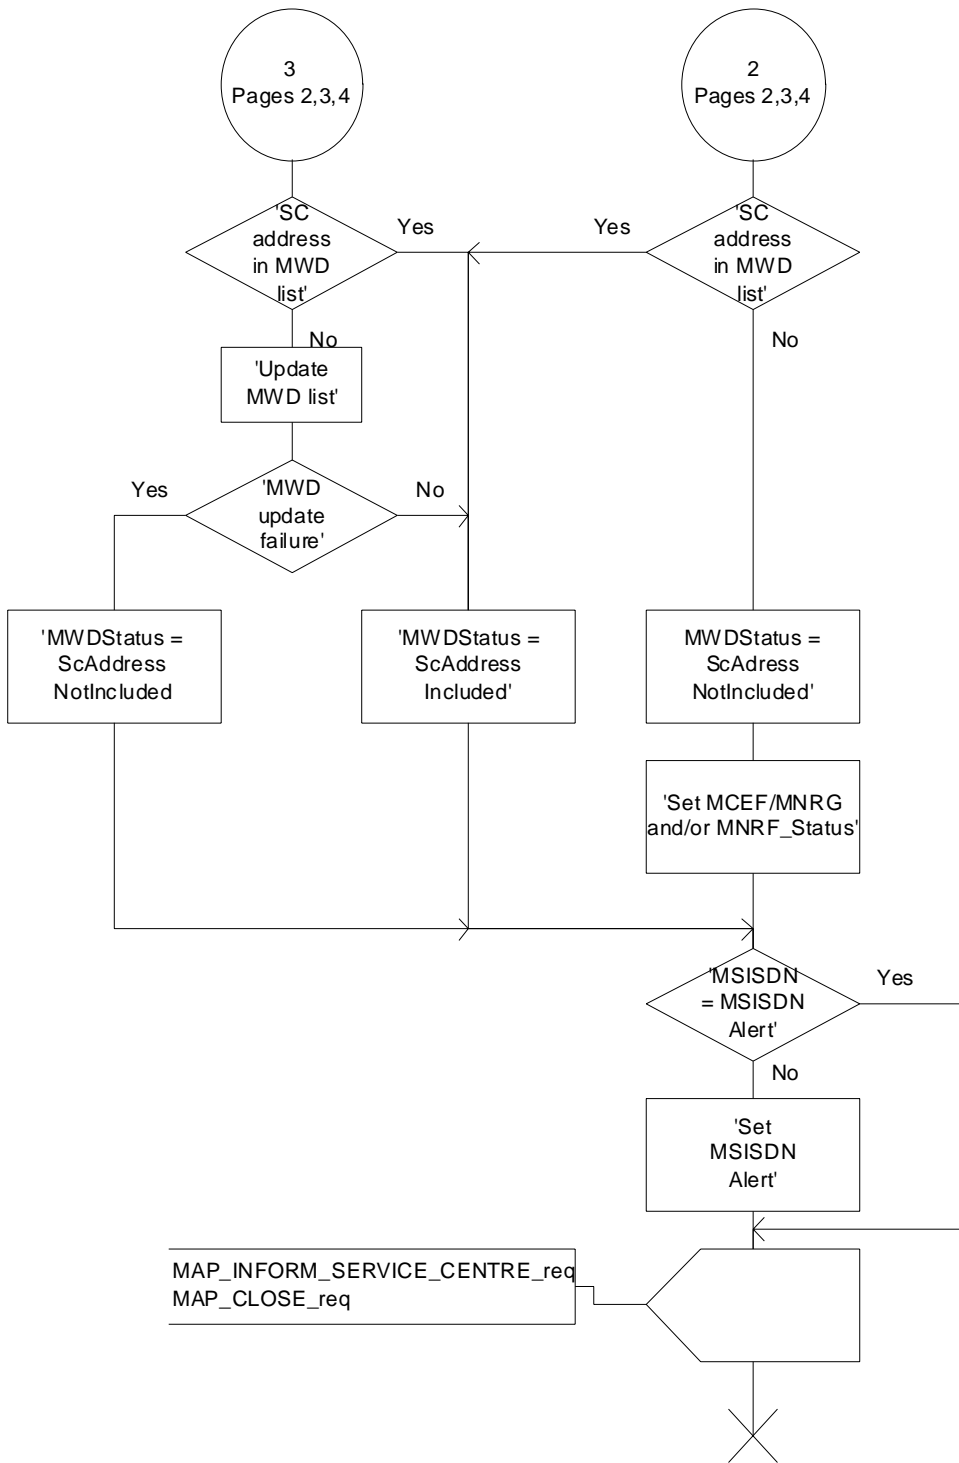 3
Pages 2,3,4
2
Pages 2,3,4
'SC
address
in MWD
list'
Yes
Yes
'SC
address
in MWD
list'
No
No
'Update
MWD list'
Yes
'MWD
update
failure'
No
'MWDStatus =
ScAddress
NotIncluded
'MWDStatus =
ScAddress
Included'
MWDStatus =
ScAdress
NotIncluded'
'Set MCEF/MNRG
and/or MNRF_Status'
'MSISDN
= MSISDN
Alert'
Yes
No
'Set
MSISDN
Alert'
MAP_INFORM_SERVICE_CENTRE_req
MAP_CLOSE_req